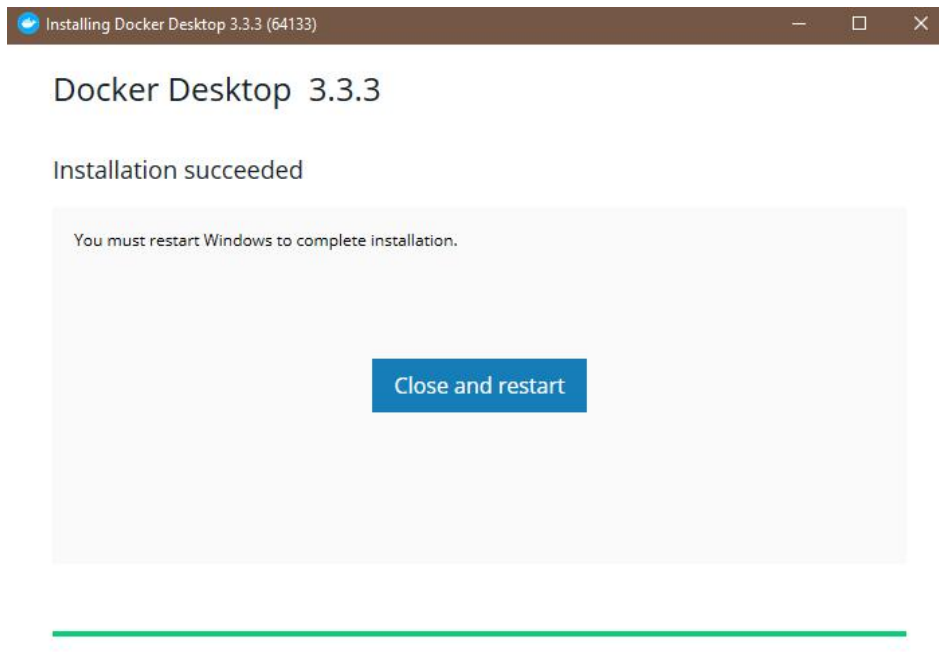 Installing Docker Desktop 3.3.3 (64133)
Docker Desktop 3.3.3
Installation succeeded
You must restart Windows to complete installation.
Close and restart